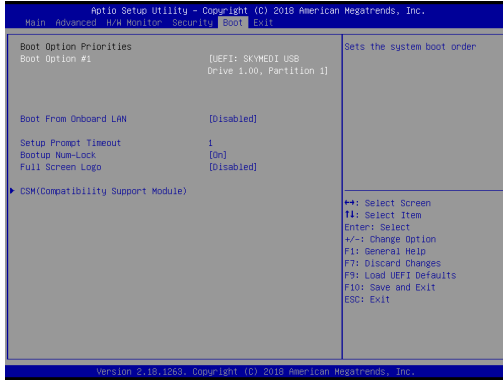 Aptio Setup Utility – Copyright (C) 2018 American Megatrends, Inc.
Main Advanced H/W Monitor Security Boot Exit
Boot Option Priorities
Boot Option #1 [UEFI: SKYMEDI USB
Drive 1.00, Partition 1]
Boot From Onboard LAN [Disabled]
Setup Prompt Timeout 1
Bootup Num-Lock [On]
Full Screen Logo [Disabled]
CSM(Compatibility Support Module)
Sets the system boot order
↔: Select Screen
↑↓: Select Item
Enter: Select
+/-: Change Option
F1: General Help
F7: Discard Changes
F9: Load UEFI Defaults
F10: Save and Exit
ESC: Exit
Version 2.18.1263. Copyright (C) 2018 American Megatrends, Inc.